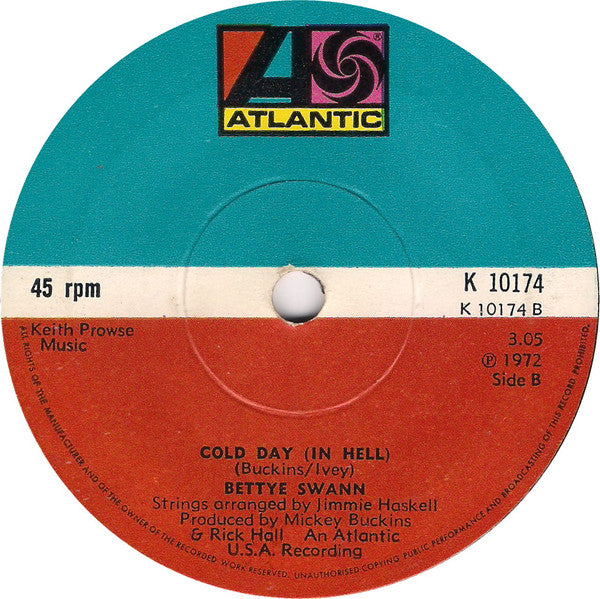 ATLANTIC
45 rpm
K 10174
K 10174 B
Keith Prowse
Music
3.05
℗ 1972
Side B
COLD DAY (IN HELL)
(Buckins/Ivey)
BETTYE SWANN
Strings arranged by Jimmie Haskell
Produced by Mickey Buckins
& Rick Hall An Atlantic
U.S.A. Recording
ALL RIGHTS OF THE MANUFACTURER AND OF THE OWNER OF THE RECORDED WORK RESERVED. UNAUTHORISED COPYING PUBLIC PERFORMANCE AND BROADCASTING OF THIS RECORD PROHIBITED.